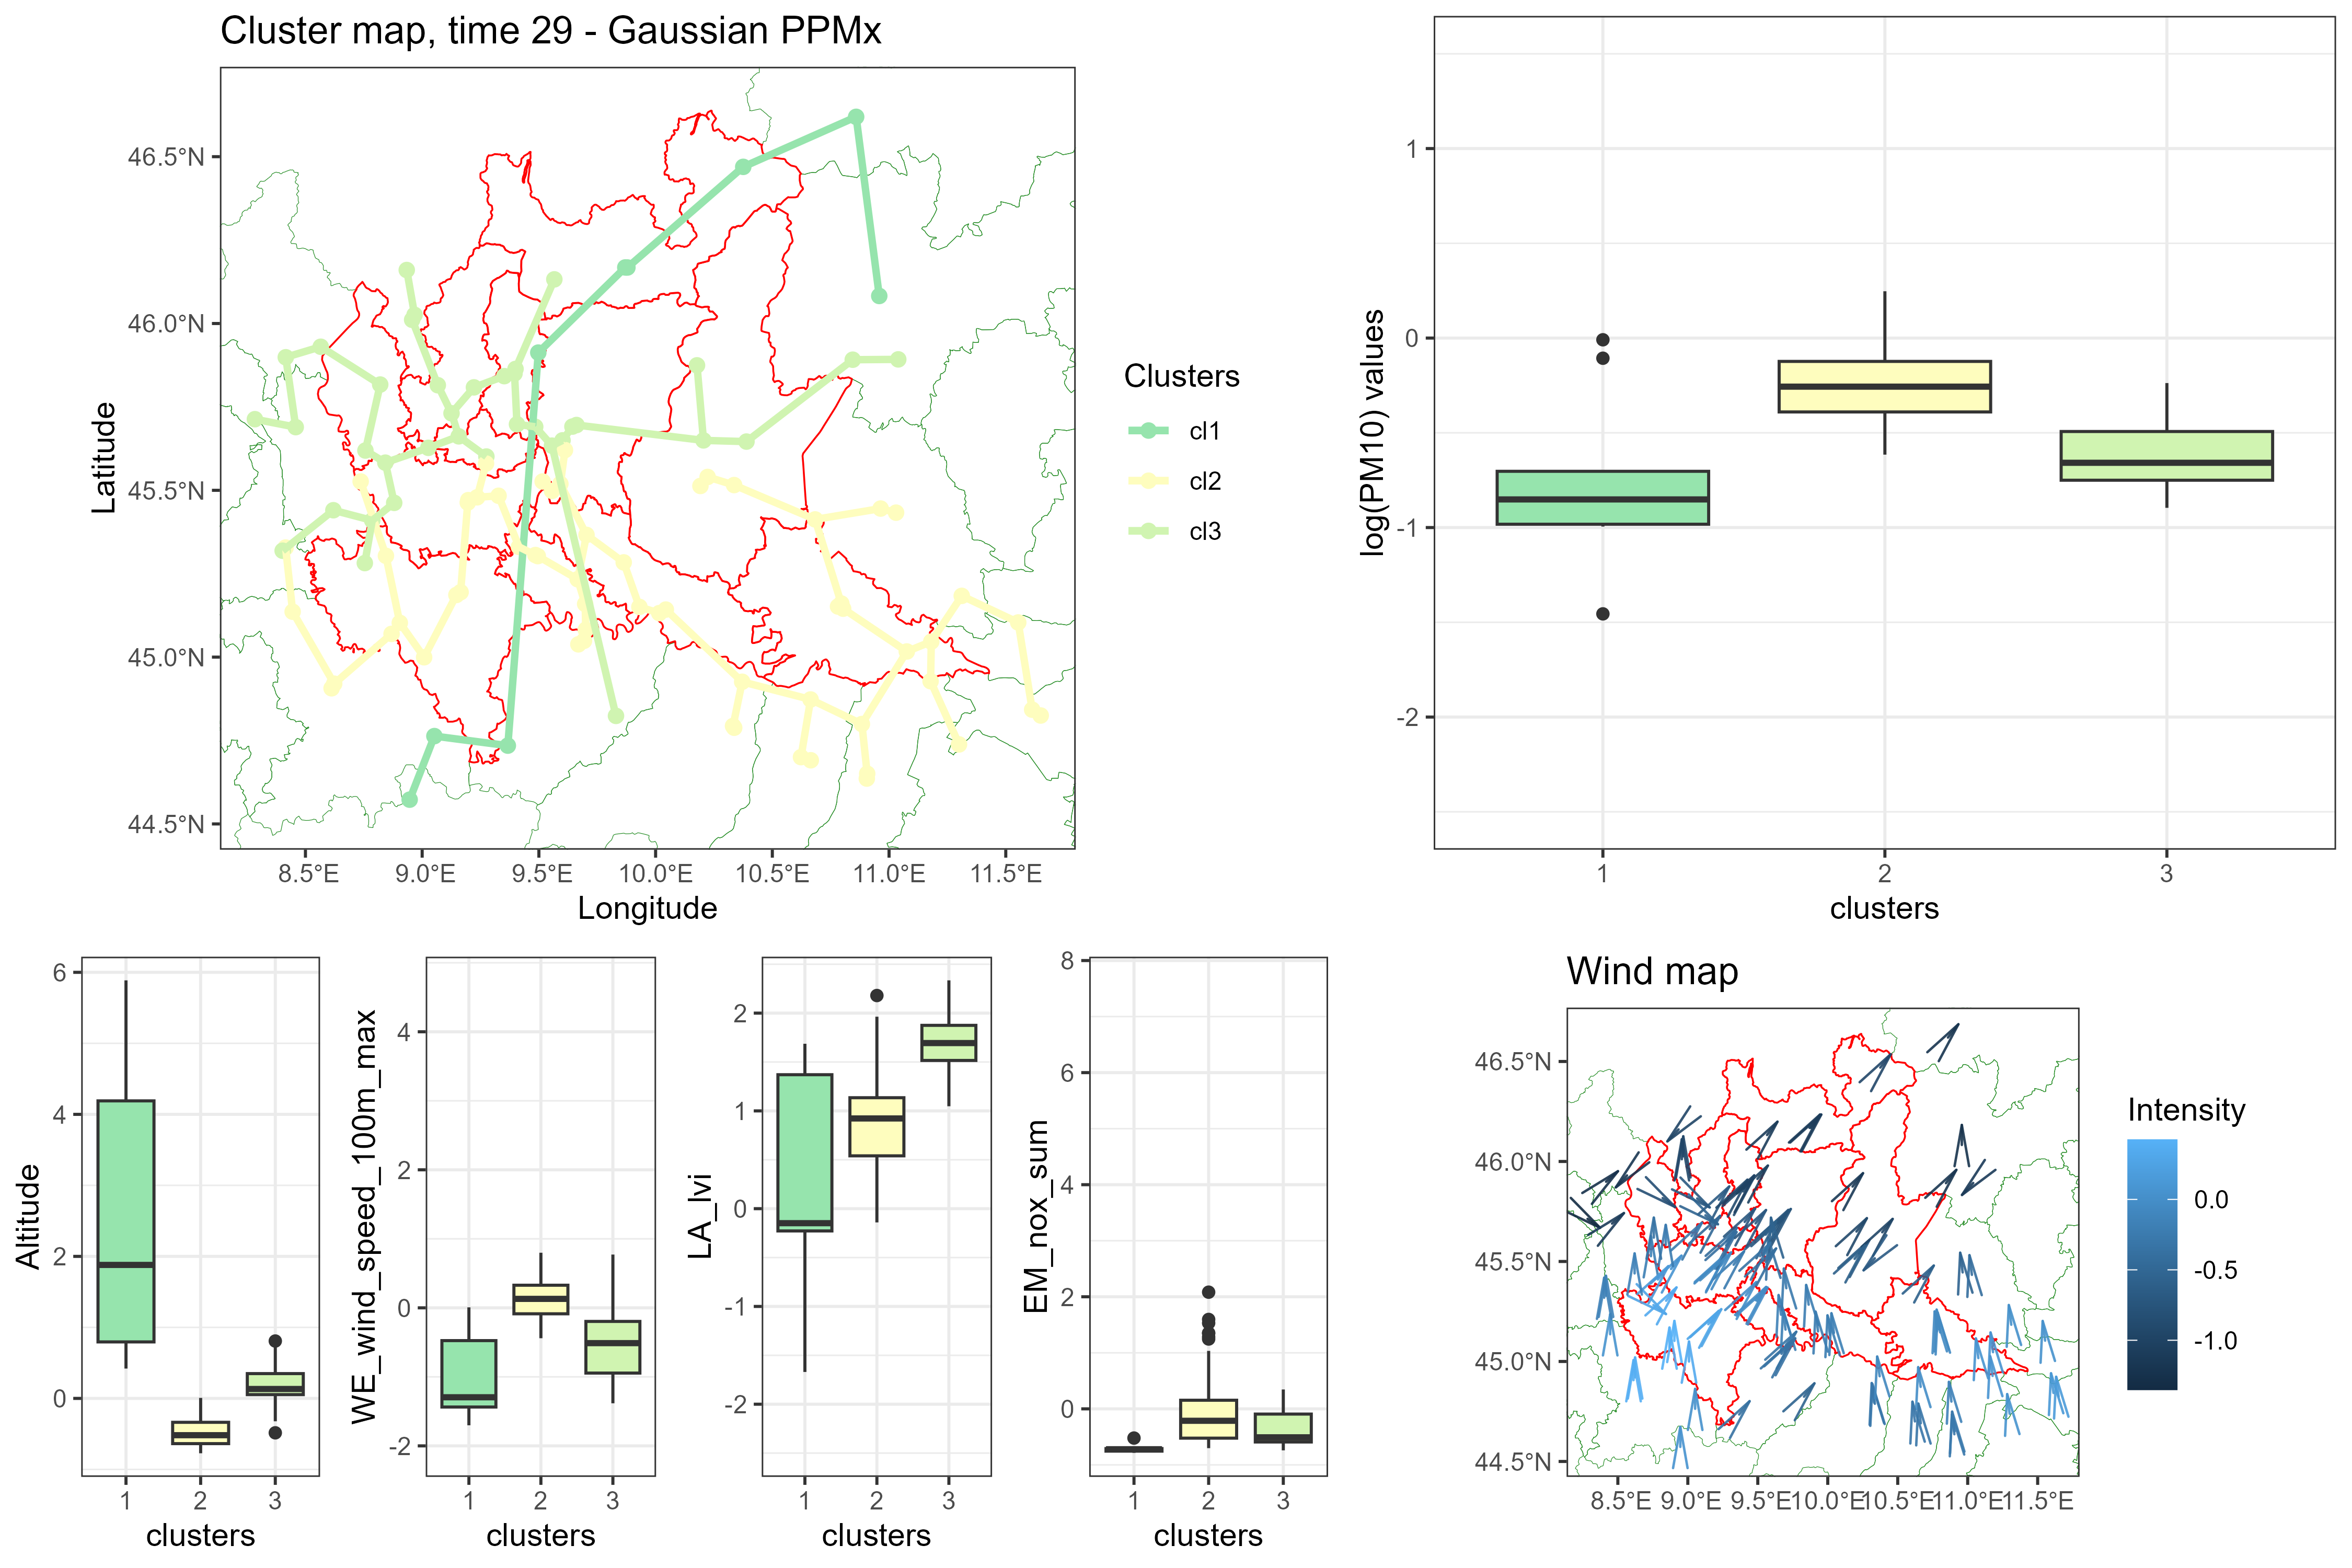 Cluster map, time 29 - Gaussian PPMx
46.5°N
46.0°N
45.5°N
45.0°N
44.5°N
Latitude
8.5°E 9.0°E 9.5°E 10.0°E 10.5°E 11.0°E 11.5°E
Longitude
Clusters
cl1
cl2
cl3
1
0
-1
-2
log(PM10) values
1 2 3
clusters
6
4
2
0
Altitude
1 2 3
clusters
4
2
0
-2
WE_wind_speed_100m_max
1 2 3
clusters
2
1
0
-1
-2
LA_lvi
1 2 3
clusters
8
6
4
2
0
EM_nox_sum
1 2 3
clusters
Wind map
46.5°N
46.0°N
45.5°N
45.0°N
44.5°N
8.5°E 9.0°E 9.5°E 10.0°E 10.5°E 11.0°E 11.5°E
Intensity
0.0
-0.5
-1.0